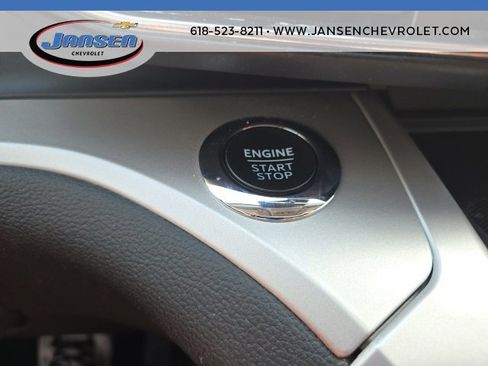 JANSEN
CHEVROLET
618-523-8211 • WWW.JANSENCHEVROLET.COM
ENGINE
START
STOP